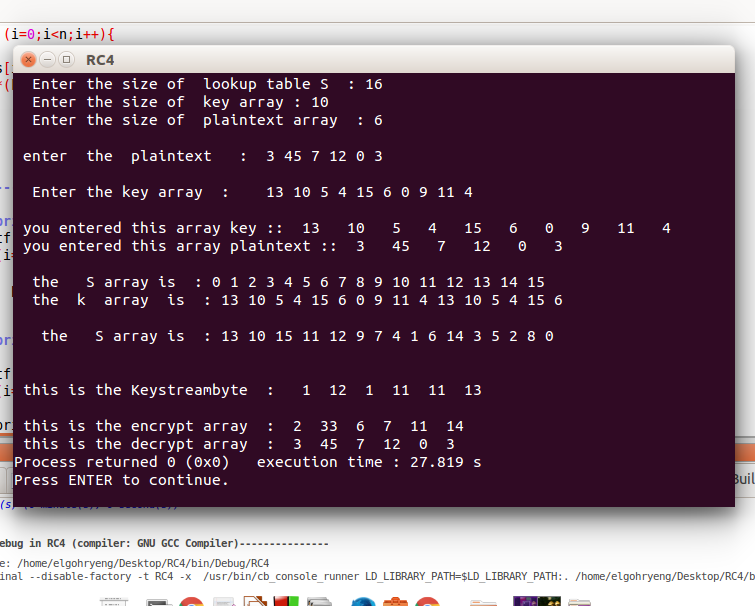 (i=0;i<n;i++){
RC4
Enter the size of lookup table S : 16
Enter the size of key array : 10
Enter the size of plaintext array : 6
enter the plaintext : 3 45 7 12 0 3
Enter the key array : 13 10 5 4 15 6 0 9 11 4
you entered this array key :: 13 10 5 4 15 6 0 9 11 4
you entered this array plaintext :: 3 45 7 12 0 3
the S array is : 0 1 2 3 4 5 6 7 8 9 10 11 12 13 14 15
the k array is : 13 10 5 4 15 6 0 9 11 4 13 10 5 4 15 6
the S array is : 13 10 15 11 12 9 7 4 1 6 14 3 5 2 8 0
this is the Keystreambyte : 1 12 1 11 11 13
this is the encrypt array : 2 33 6 7 11 14
this is the decrypt array : 3 45 7 12 0 3
Process returned 0 (0x0) execution time : 27.819 s
Press ENTER to continue.
ebug in RC4 (compiler: GNU GCC Compiler)---------------
e: /home/elgohryeng/Desktop/RC4/bin/Debug/RC4
inal --disable-factory -t RC4 -x /usr/bin/cb_console_runner LD_LIBRARY_PATH=$LD_LIBRARY_PATH:. /home/elgohryeng/Desktop/RC4/b